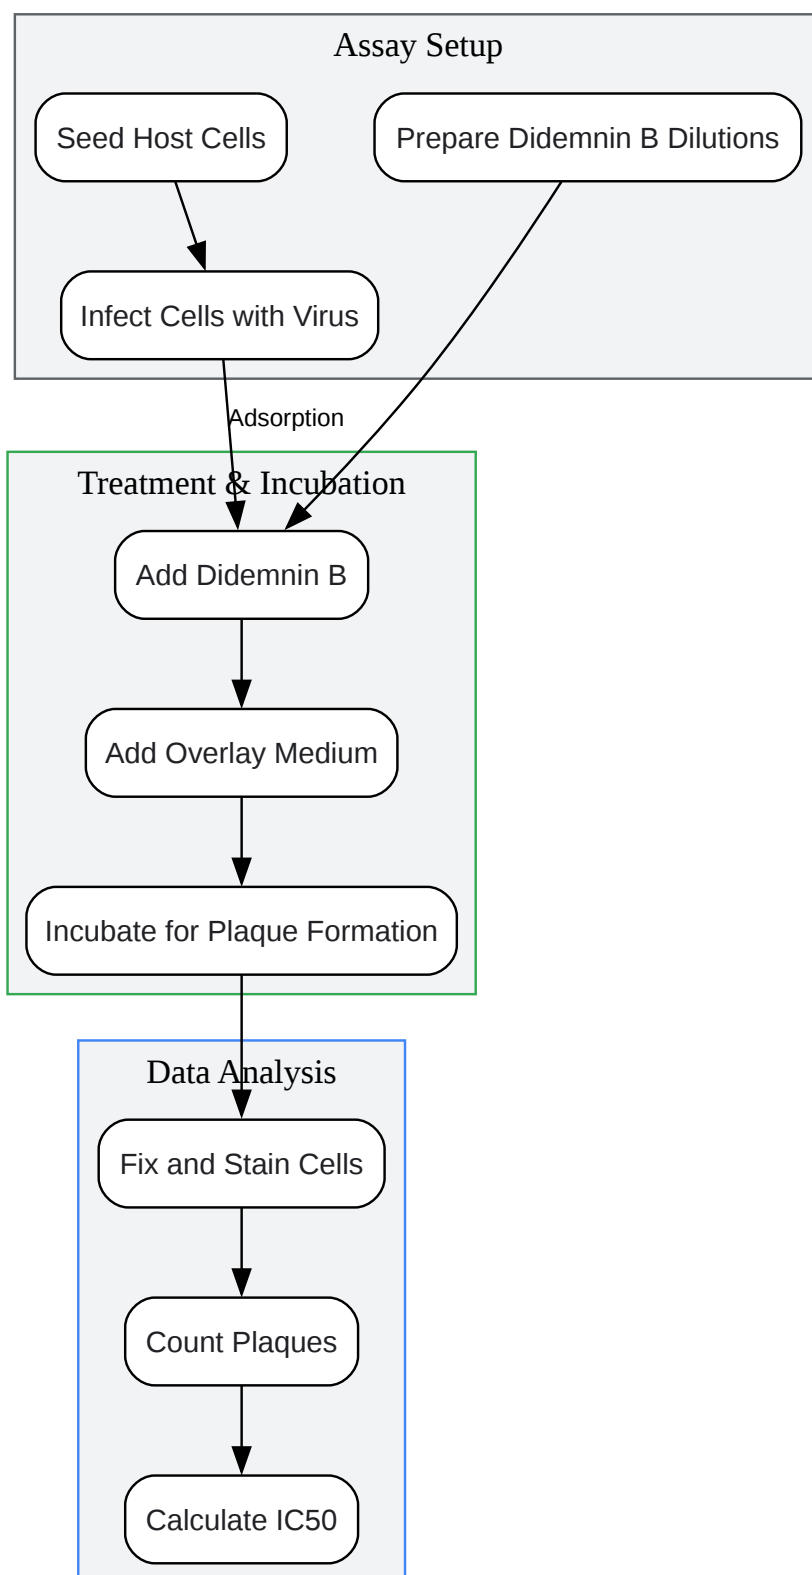 Assay Setup
Seed Host Cells
Prepare Didemnin B Dilutions
Infect Cells with Virus
Adsorption
Treatment & Incubation
Add Didemnin B
Add Overlay Medium
Incubate for Plaque Formation
Data Analysis
Fix and Stain Cells
Count Plaques
Calculate IC50